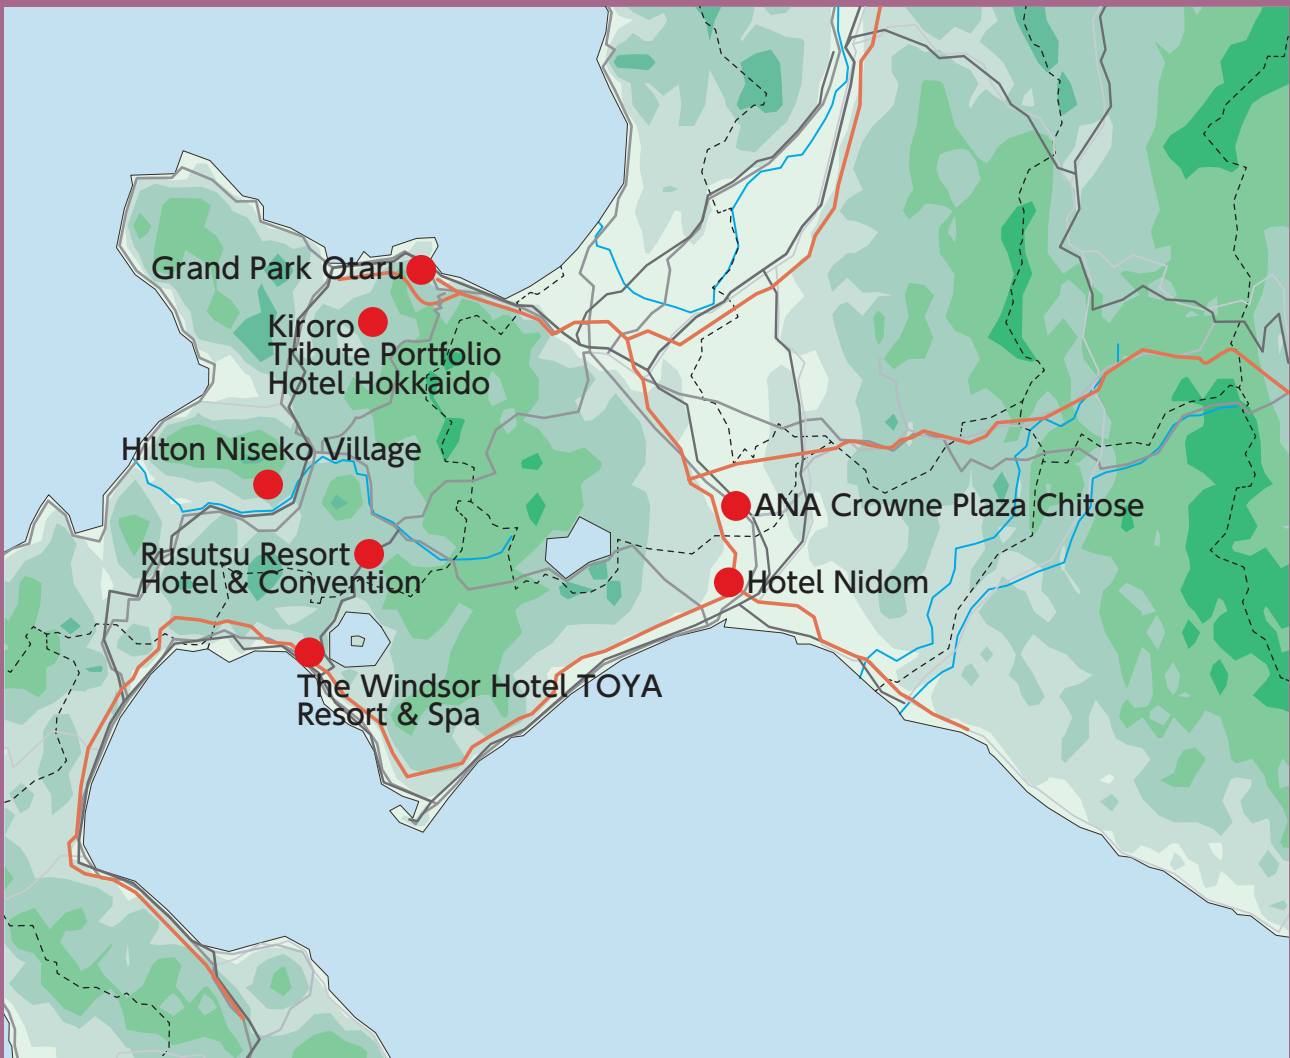 Grand Park Otaru
Kiroro
Tribute Portfolio
Hotel Hokkaido
Hilton Niseko Village
ANA Crowne Plaza Chitose
Rusutsu Resort
Hotel & Convention
Hotel Nidom
The Windsor Hotel TOYA
Resort & Spa